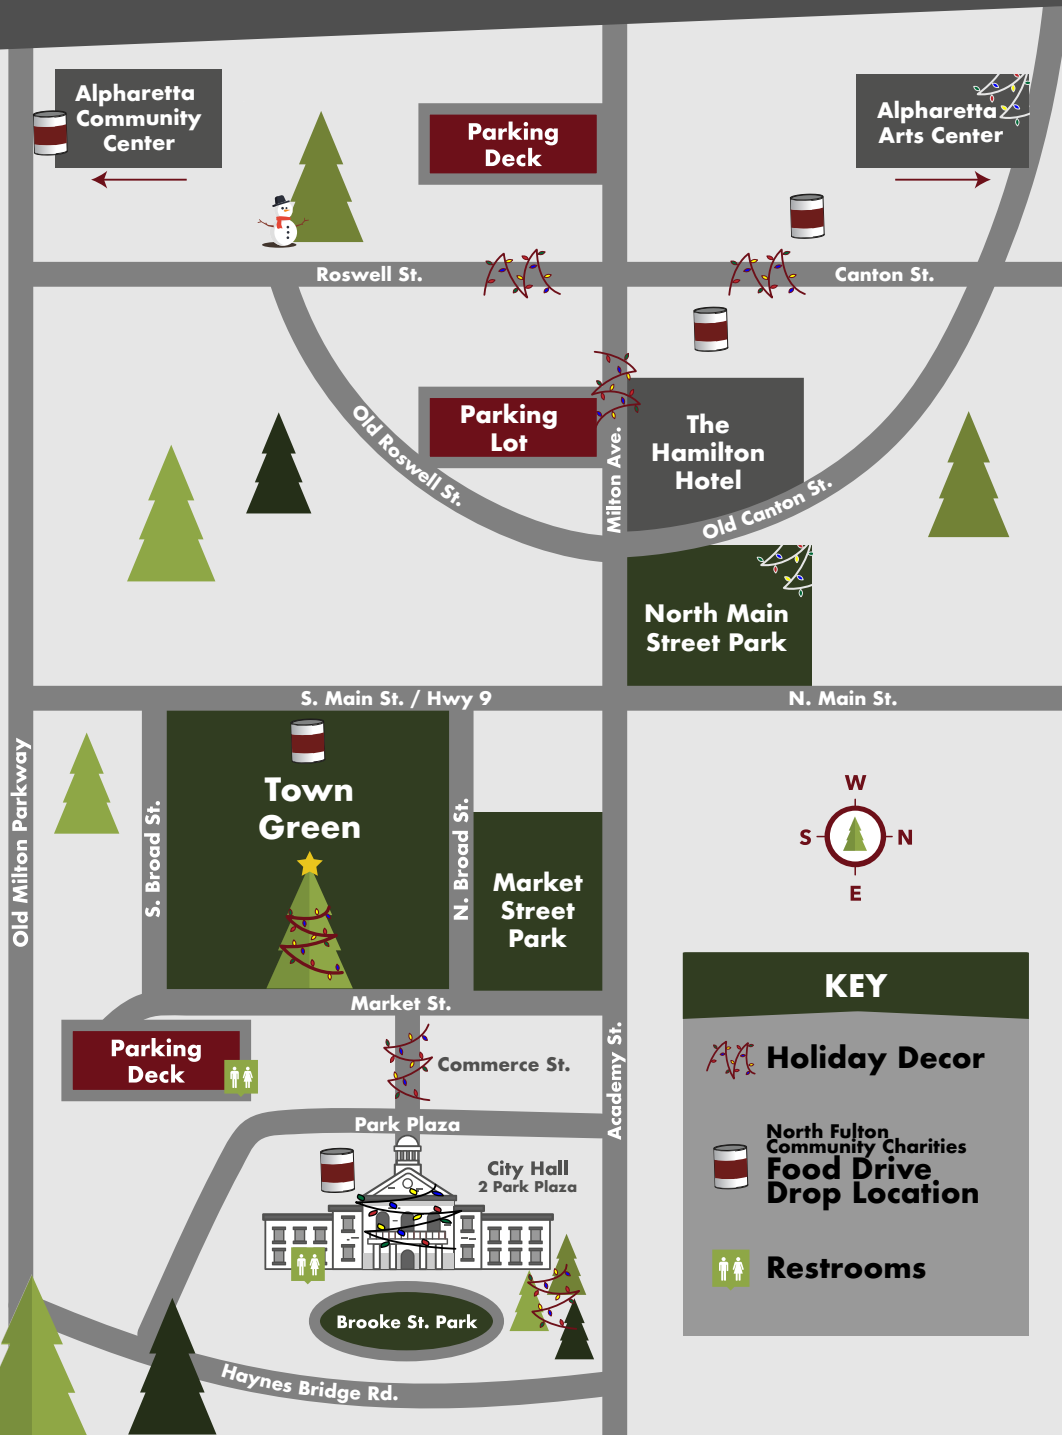 Alpharetta
Community
Center
Parking
Deck
Alpharetta
Arts Center
Roswell St.
Canton St.
Parking
Lot
The
Hamilton
Hotel
Old Roswell St.
Milton Ave.
Old Canton St.
North Main
Street Park
S. Main St. / Hwy 9
N. Main St.
Old Milton Parkway
S. Broad St.
Town
Green
N. Broad St.
Market
Street
Park
W
S
N
E
KEY
Holiday Decor
North Fulton
Community Charities
Food Drive
Drop Location
Restrooms
Market St.
Parking
Deck
Commerce St.
Academy St.
Park Plaza
City Hall
2 Park Plaza
Brooke St. Park
Haynes Bridge Rd.